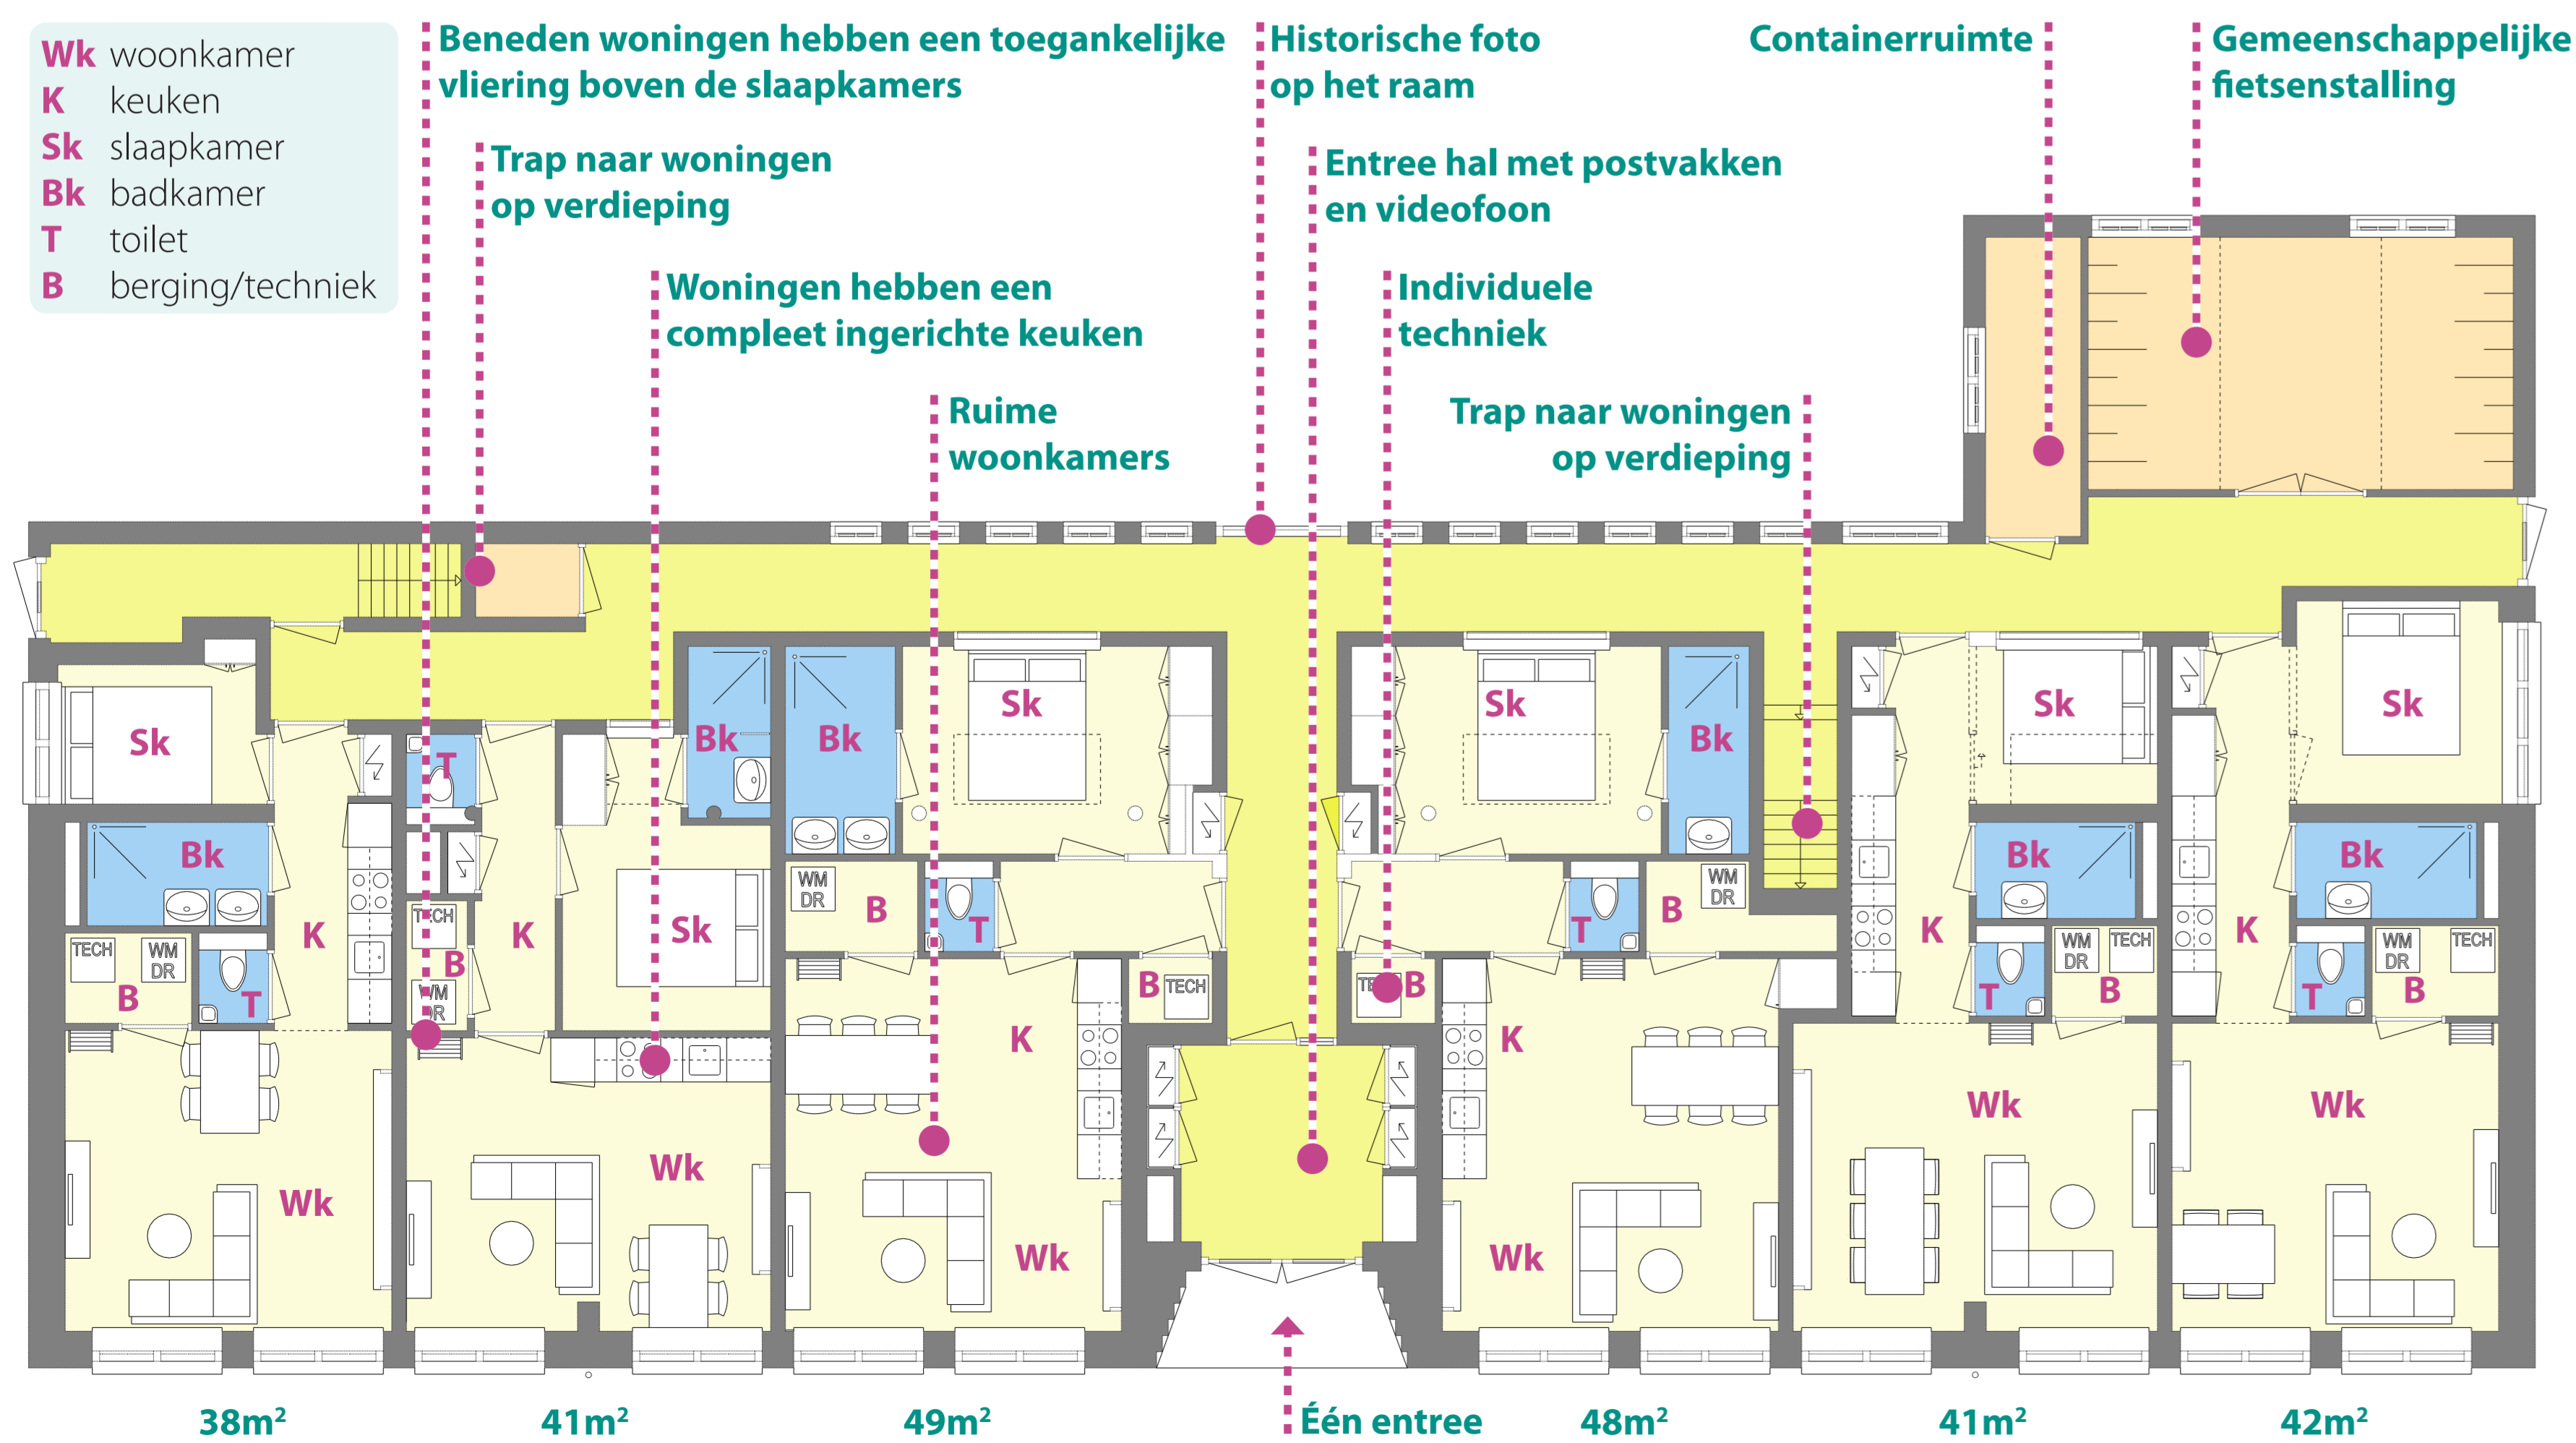 Wk woonkamer
K keuken
Sk slaapkamer
Bk badkamer
T toilet
B berging/techniek
Beneden woningen hebben een toegankelijke
vliering boven de slaapkamers
Historische foto
op het raam
Containerruimte
Gemeenschappelijke
fietsenstalling
Trap naar woningen
op verdieping
Entree hal met postvakken
en videofoon
Woningen hebben een
compleet ingerichte keuken
Individuele
techniek
Ruime
woonkamers
Trap naar woningen
op verdieping
Sk
Bk
K
TECH
WM
DR
B
T
Wk
T
TECH
B
WM
DR
K
Sk
Bk
Wk
Bk
Sk
WM
DR
B
T
B
TECH
K
Wk
Sk
Bk
T
B
WM
DR
TECH
B
K
Wk
Sk
Bk
K
T
WM
DR
TECH
B
Wk
Sk
Bk
K
T
WM
DR
TECH
B
Wk
38m²
41m²
49m²
Één entree
48m²
41m²
42m²